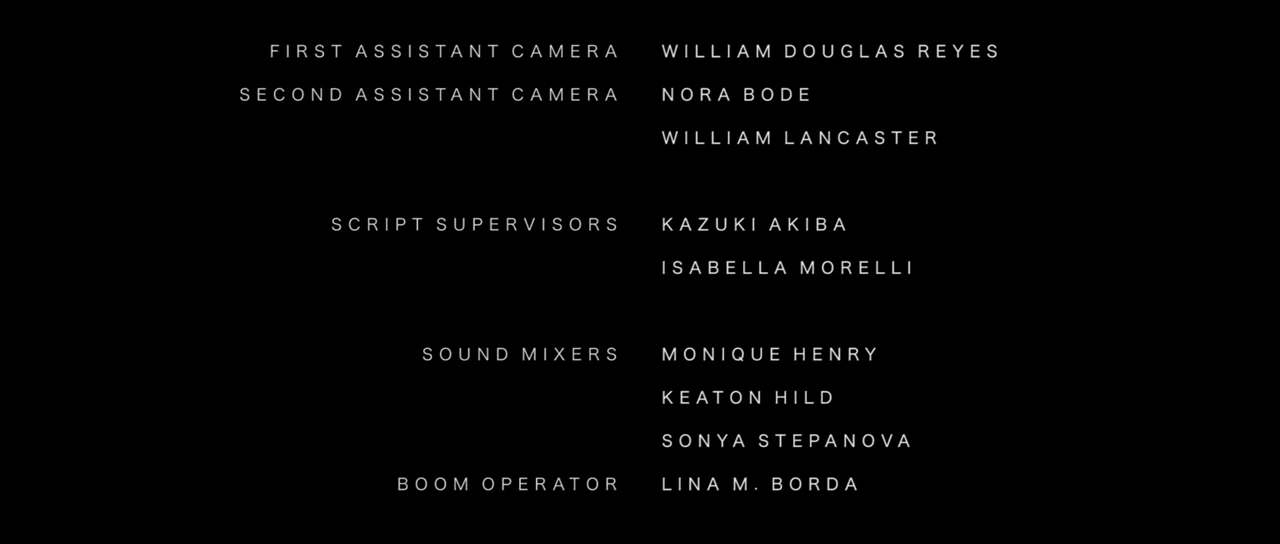 FIRST ASSISTANT CAMERA WILLIAM DOUGLAS REYES
SECOND ASSISTANT CAMERA NORA BODE
WILLIAM LANCASTER
SCRIPT SUPERVISORS KAZUKI AKIBA
ISABELLA MORELLI
SOUND MIXERS MONIQUE HENRY
KEATON HILD
SONYA STEPANOVA
BOOM OPERATOR LINA M. BORDA